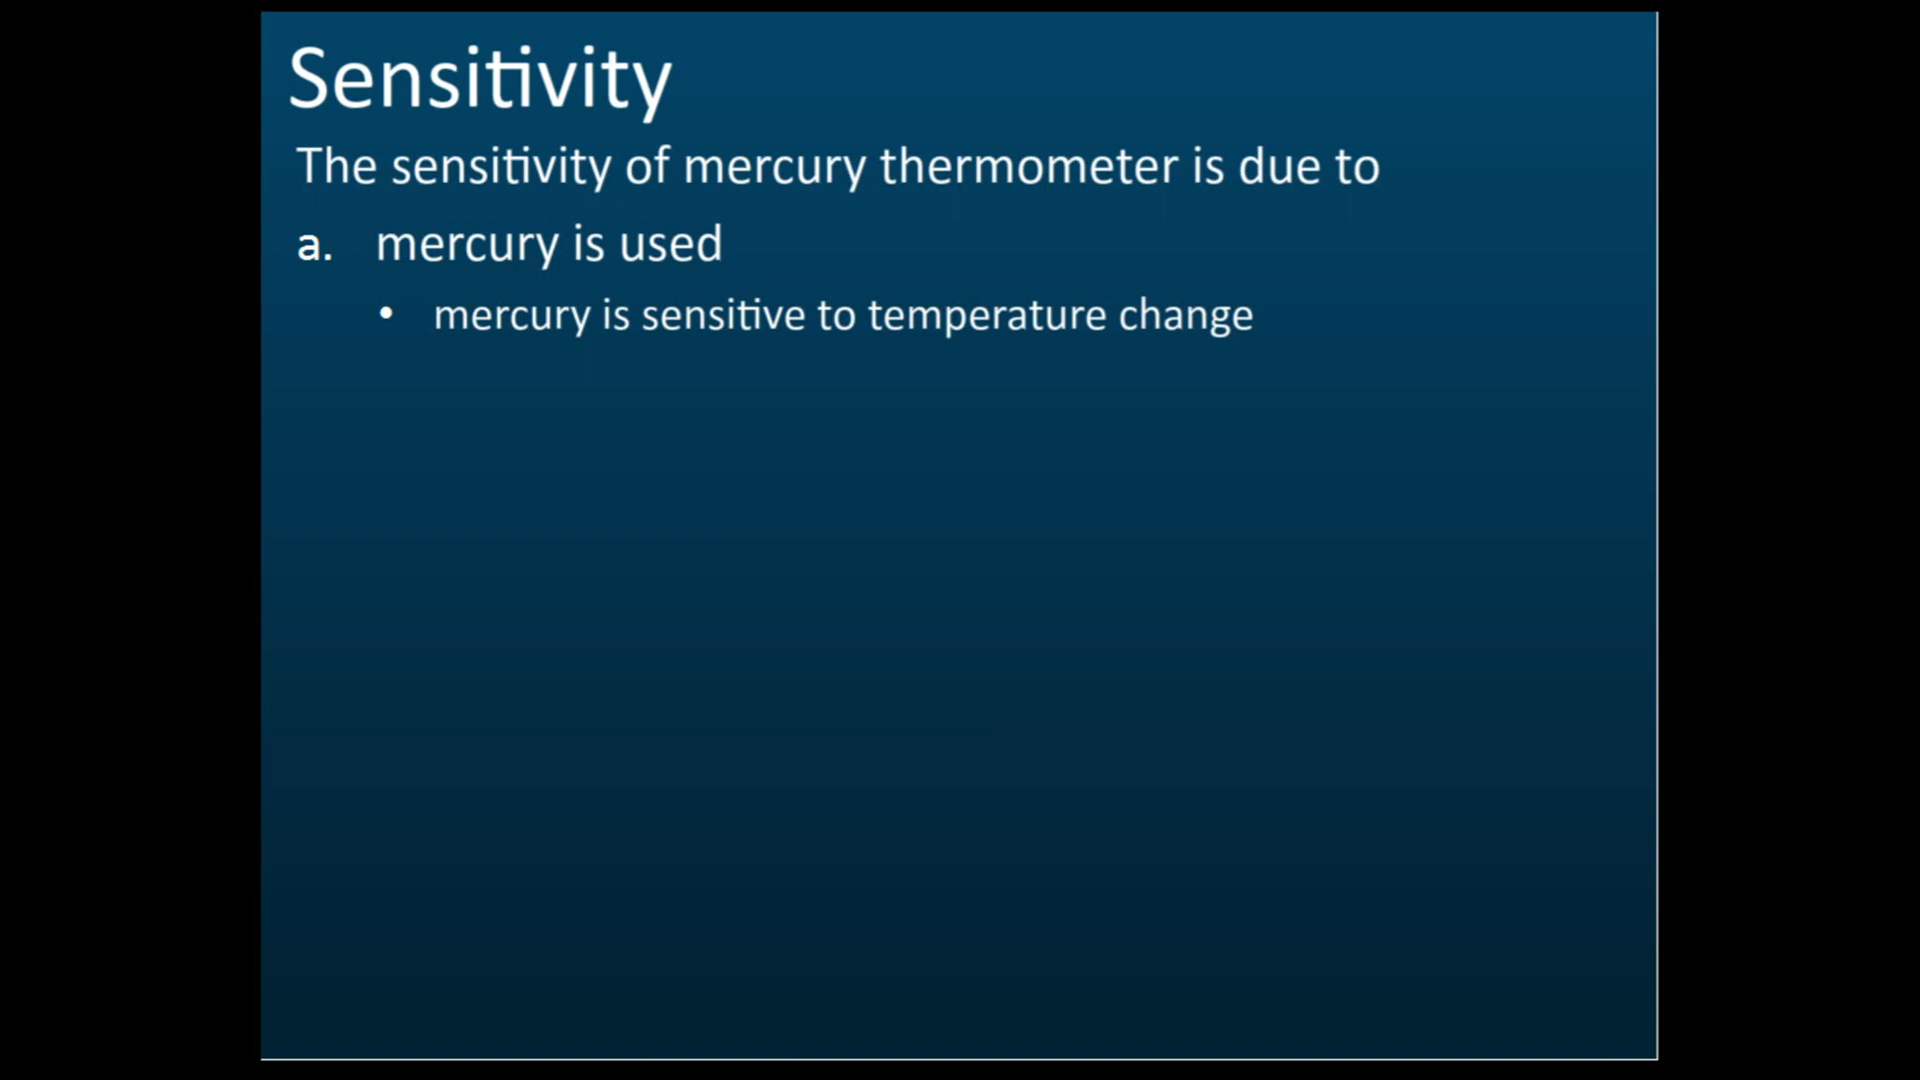 Sensitivity
The sensitivity of mercury thermometer is due to
a. mercury is used
• mercury is sensitive to temperature change